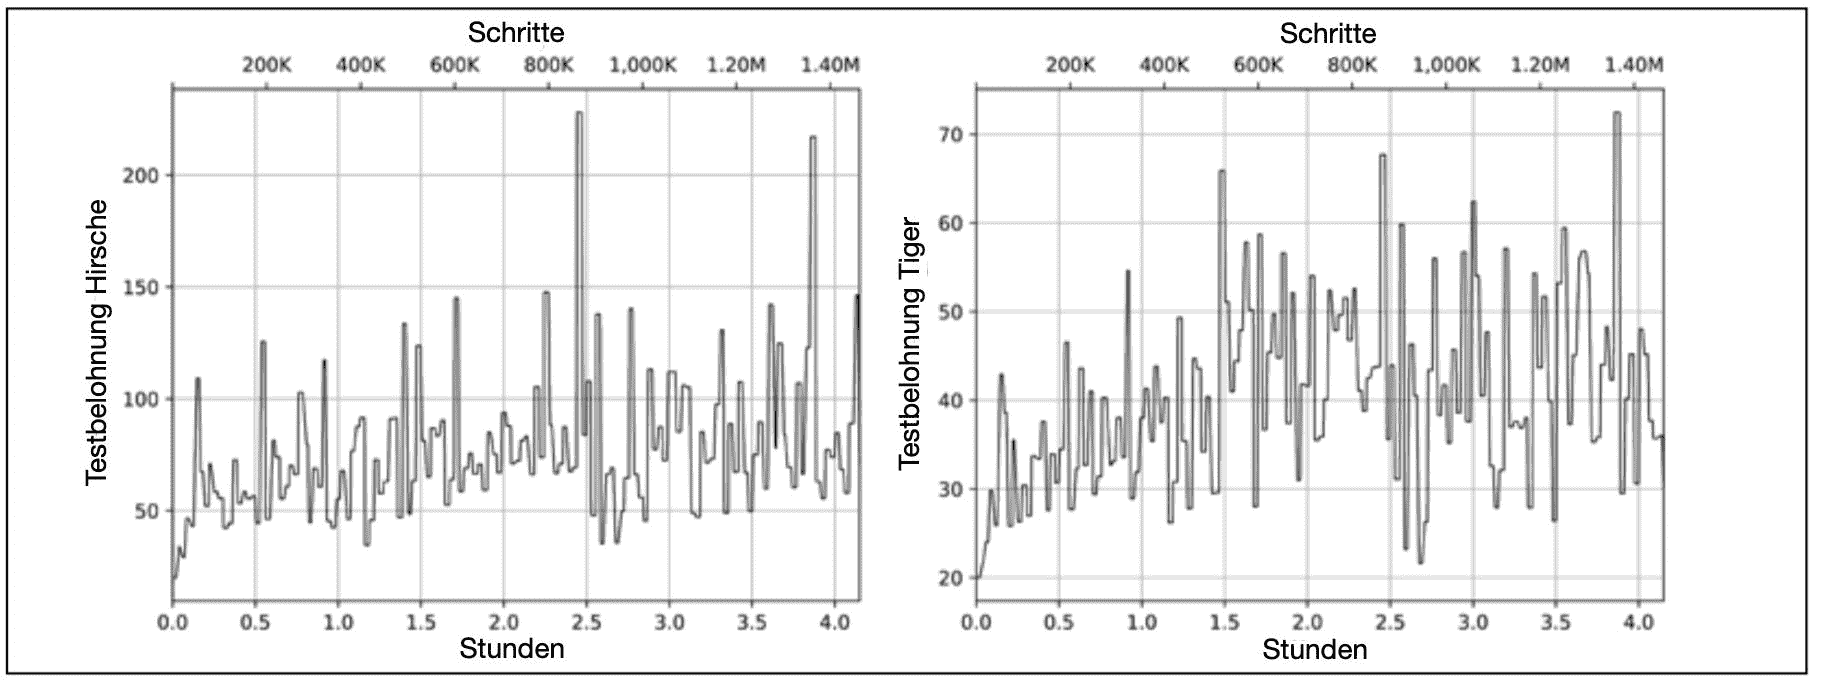 Schritte
200K 400K 600K 800K 1,000K 1.20M 1.40M
200
150
100
50
Testbelohnung Hirsche
0.0 0.5 1.0 1.5 2.0 2.5 3.0 3.5 4.0
Stunden
Schritte
200K 400K 600K 800K 1,000K 1.20M 1.40M
70
60
50
40
30
20
Testbelohnung Tiger
0.0 0.5 1.0 1.5 2.0 2.5 3.0 3.5 4.0
Stunden